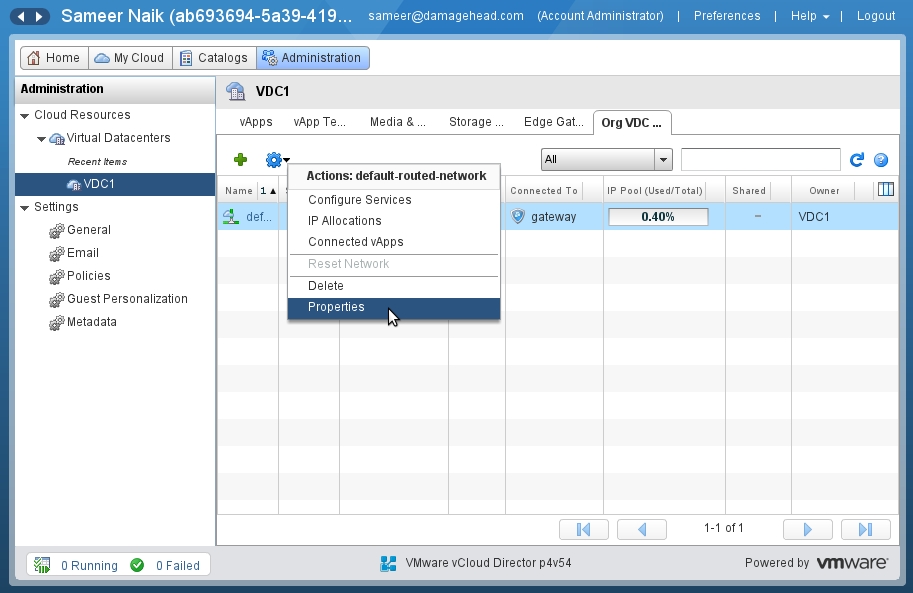 Sameer Naik (ab693694-5a39-419... sameer@damagehead.com (Account Administrator) | Preferences | Help | Logout
Home My Cloud Catalogs Administration
Administration
Cloud Resources
Virtual Datacenters
Recent Items
VDC1
Settings
General
Email
Policies
Guest Personalization
Metadata
VDC1
vApps vApp Te... Media & ... Storage ... Edge Gat... Org VDC ...
All
Name 1 ▲ Connected To IP Pool (Used/Total) Shared Owner
def... gateway 0.40% – VDC1
Actions: default-routed-network
Configure Services
IP Allocations
Connected vApps
Reset Network
Delete
Properties
1-1 of 1
0 Running 0 Failed
VMware vCloud Director p4v54
Powered by vmware